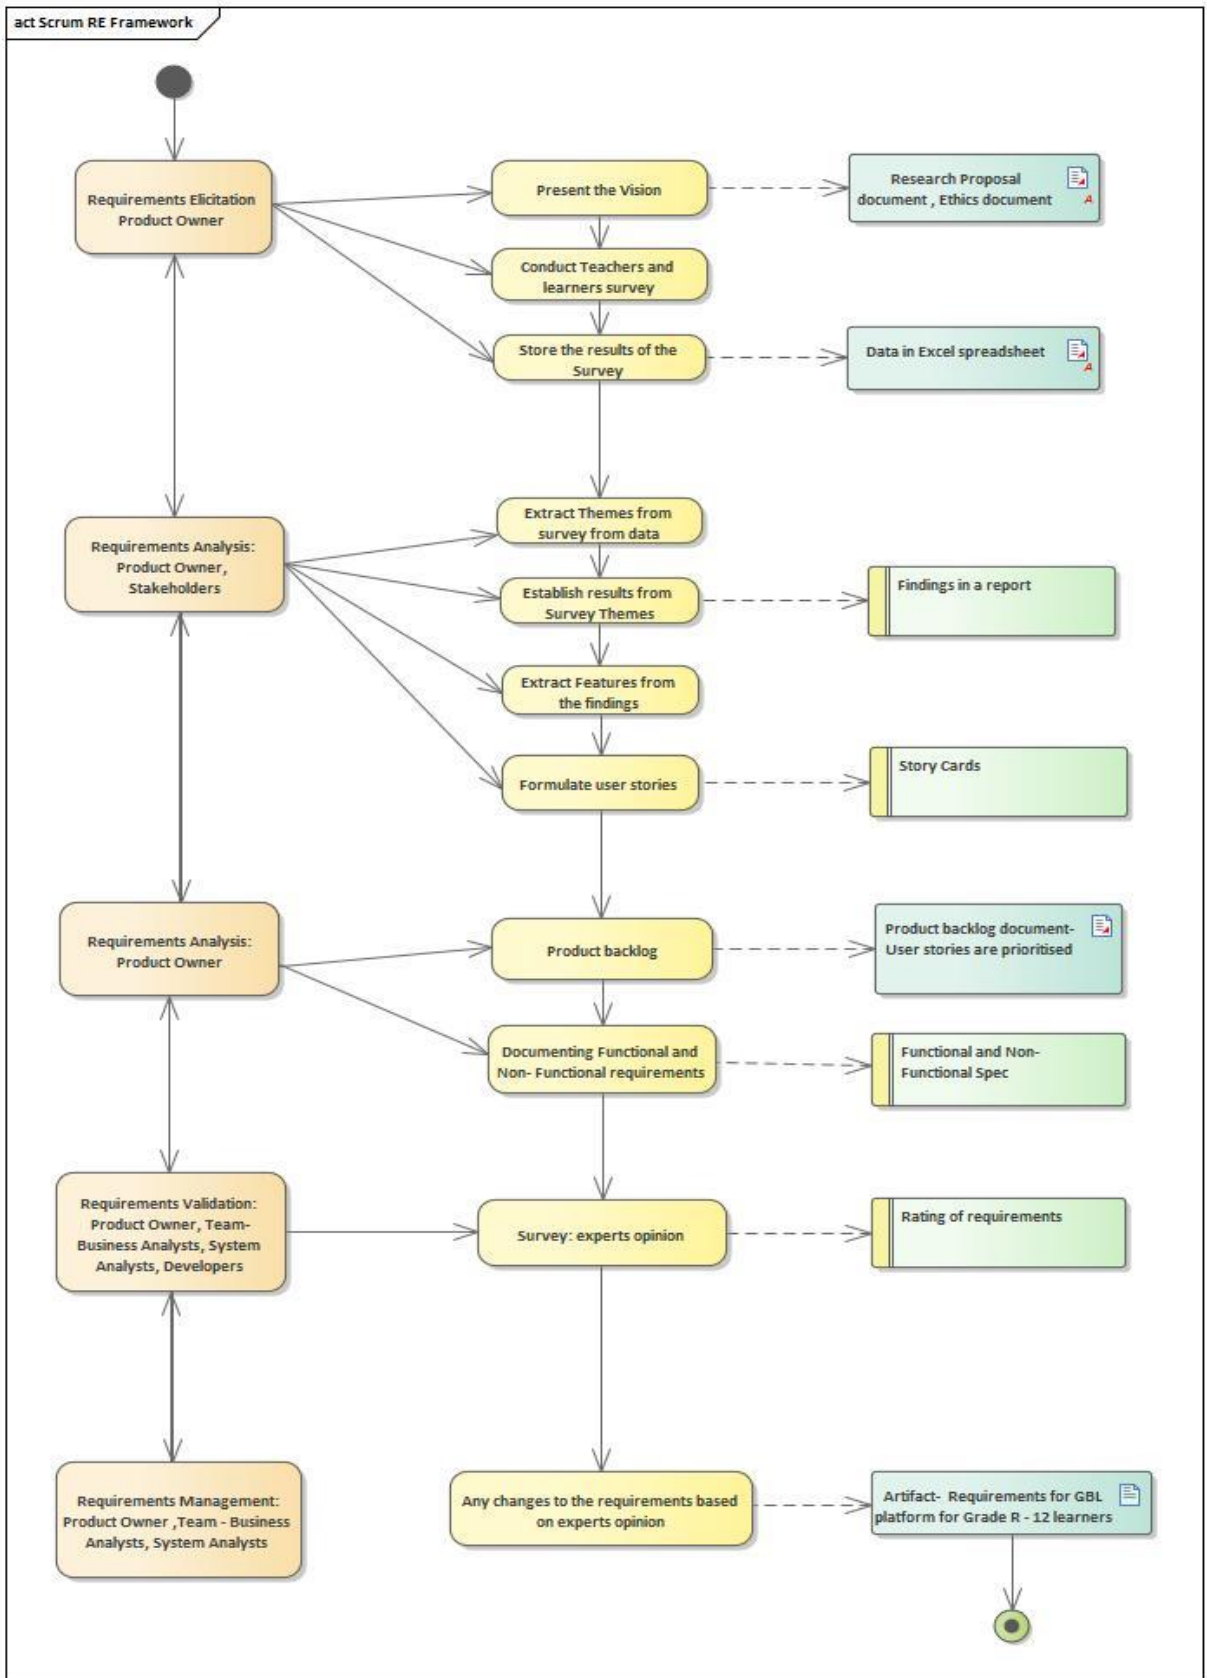 act Scrum RE Framework
Requirements Elicitation
Product Owner
Present the Vision
Research Proposal
document , Ethics document
A
Conduct Teachers and
learners survey
Store the results of the
Survey
Data in Excel spreadsheet
A
Requirements Analysis:
Product Owner,
Stakeholders
Extract Themes from
survey from data
Establish results from
Survey Themes
Findings in a report
Extract Features from
the findings
Formulate user stories
Story Cards
Requirements Analysis:
Product Owner
Product backlog
Product backlog document-
User stories are prioritised
Documenting Functional and
Non- Functional requirements
Functional and Non-
Functional Spec
Requirements Validation:
Product Owner, Team-
Business Analysts, System
Analysts, Developers
Survey: experts opinion
Rating of requirements
Requirements Management:
Product Owner ,Team - Business
Analysts, System Analysts
Any changes to the requirements based
on experts opinion
Artifact-  Requirements for GBL
platform for Grade R - 12 learners